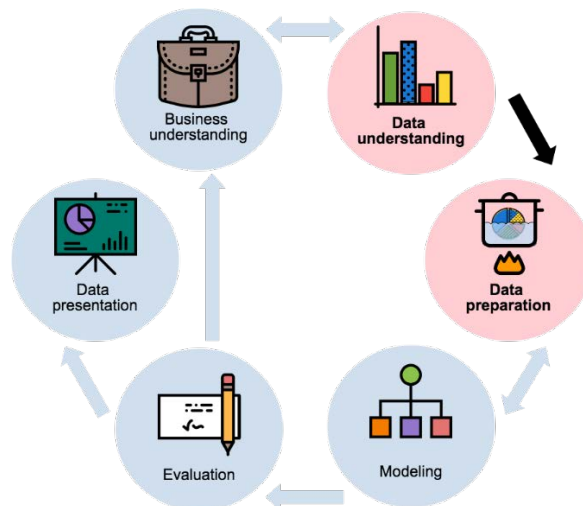 Business
understanding
Data
understanding
Data
presentation
Data
preparation
Evaluation
Modeling